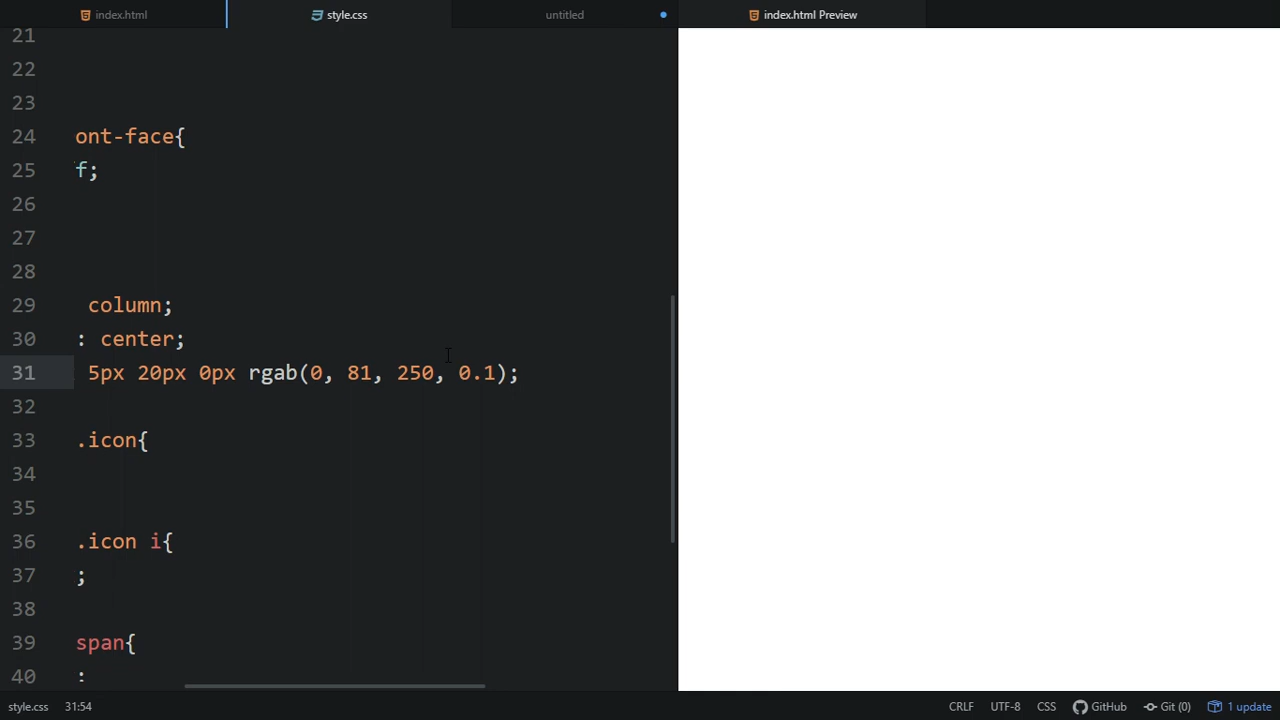 index.html
style.css
untitled
index.html Preview
21
22
23
24 ont-face{
25 f;
26
27
28
29 column;
30 : center;
31 5px 20px 0px rgab(0, 81, 250, 0.1);
32
33 .icon{
34
35
36 .icon i{
37 ;
38
39 span{
40 :
style.css 31:54 CRLF UTF-8 CSS GitHub Git (0) 1 update